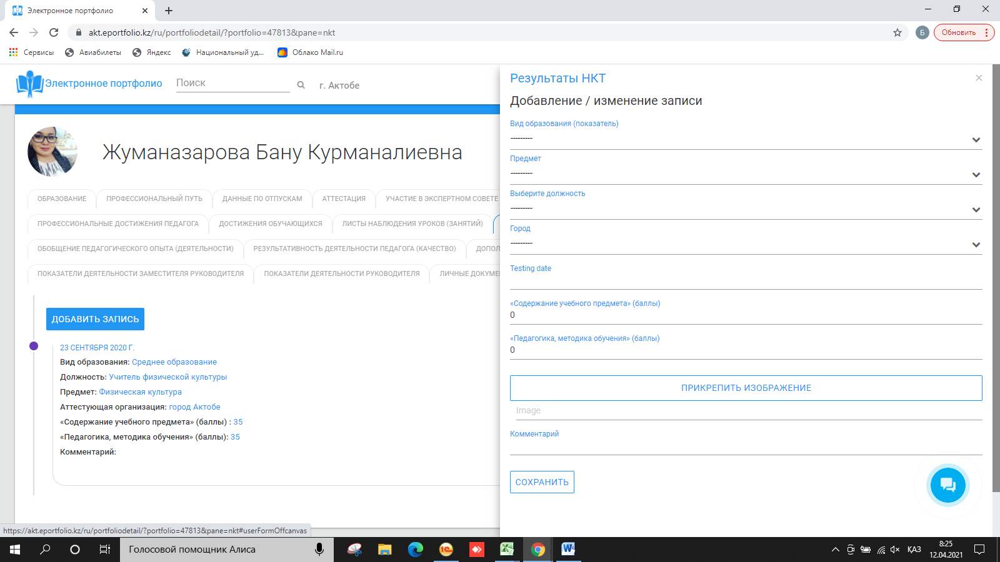 Электронное портфолио
akt.eportfolio.kz/ru/portfoliodetail/?portfolio=47813&pane=nkt
Б
Обновить
Сервисы
Авиабилеты
Яндекс
Национальный уд...
Облако Mail.ru
Электронное портфолио
Поиск
г. Актобе
Жуманазарова Бану Курманалиевна
ОБРАЗОВАНИЕ
ПРОФЕССИОНАЛЬНЫЙ ПУТЬ
ДАННЫЕ ПО ОТПУСКАМ
АТТЕСТАЦИЯ
УЧАСТИЕ В ЭКСПЕРТНОМ СОВЕТЕ
ПРОФЕССИОНАЛЬНЫЕ ДОСТИЖЕНИЯ ПЕДАГОГА
ДОСТИЖЕНИЯ ОБУЧАЮЩИХСЯ
ЛИСТЫ НАБЛЮДЕНИЯ УРОКОВ (ЗАНЯТИЙ)
ОБОБЩЕНИЕ ПЕДАГОГИЧЕСКОГО ОПЫТА (ДЕЯТЕЛЬНОСТИ)
РЕЗУЛЬТАТИВНОСТЬ ДЕЯТЕЛЬНОСТИ ПЕДАГОГА (КАЧЕСТВО)
ДОПОЛ
ПОКАЗАТЕЛИ ДЕЯТЕЛЬНОСТИ ЗАМЕСТИТЕЛЯ РУКОВОДИТЕЛЯ
ПОКАЗАТЕЛИ ДЕЯТЕЛЬНОСТИ РУКОВОДИТЕЛЯ
ЛИЧНЫЕ ДОКУМЕ
ДОБАВИТЬ ЗАПИСЬ
23 СЕНТЯБРЯ 2020 Г.
Вид образования: Среднее образование
Должность: Учитель физической культуры
Предмет: Физическая культура
Аттестующая организация: город Актобе
«Содержание учебного предмета» (баллы) : 35
«Педагогика, методика обучения» (баллы): 35
Комментарий:
Результаты НКТ
Добавление / изменение записи
Вид образования (показатель)
---------
Предмет
---------
Выберите должность
---------
Город
---------
Testing date
«Содержание учебного предмета» (баллы)
0
«Педагогика, методика обучения» (баллы)
0
ПРИКРЕПИТЬ ИЗОБРАЖЕНИЕ
Image
Комментарий
СОХРАНИТЬ
https://akt.eportfolio.kz/ru/portfoliodetail/?portfolio=47813&pane=nkt#userFormOffcanvas
Голосовой помощник Алиса
ҚАЗ
8:25
12.04.2021